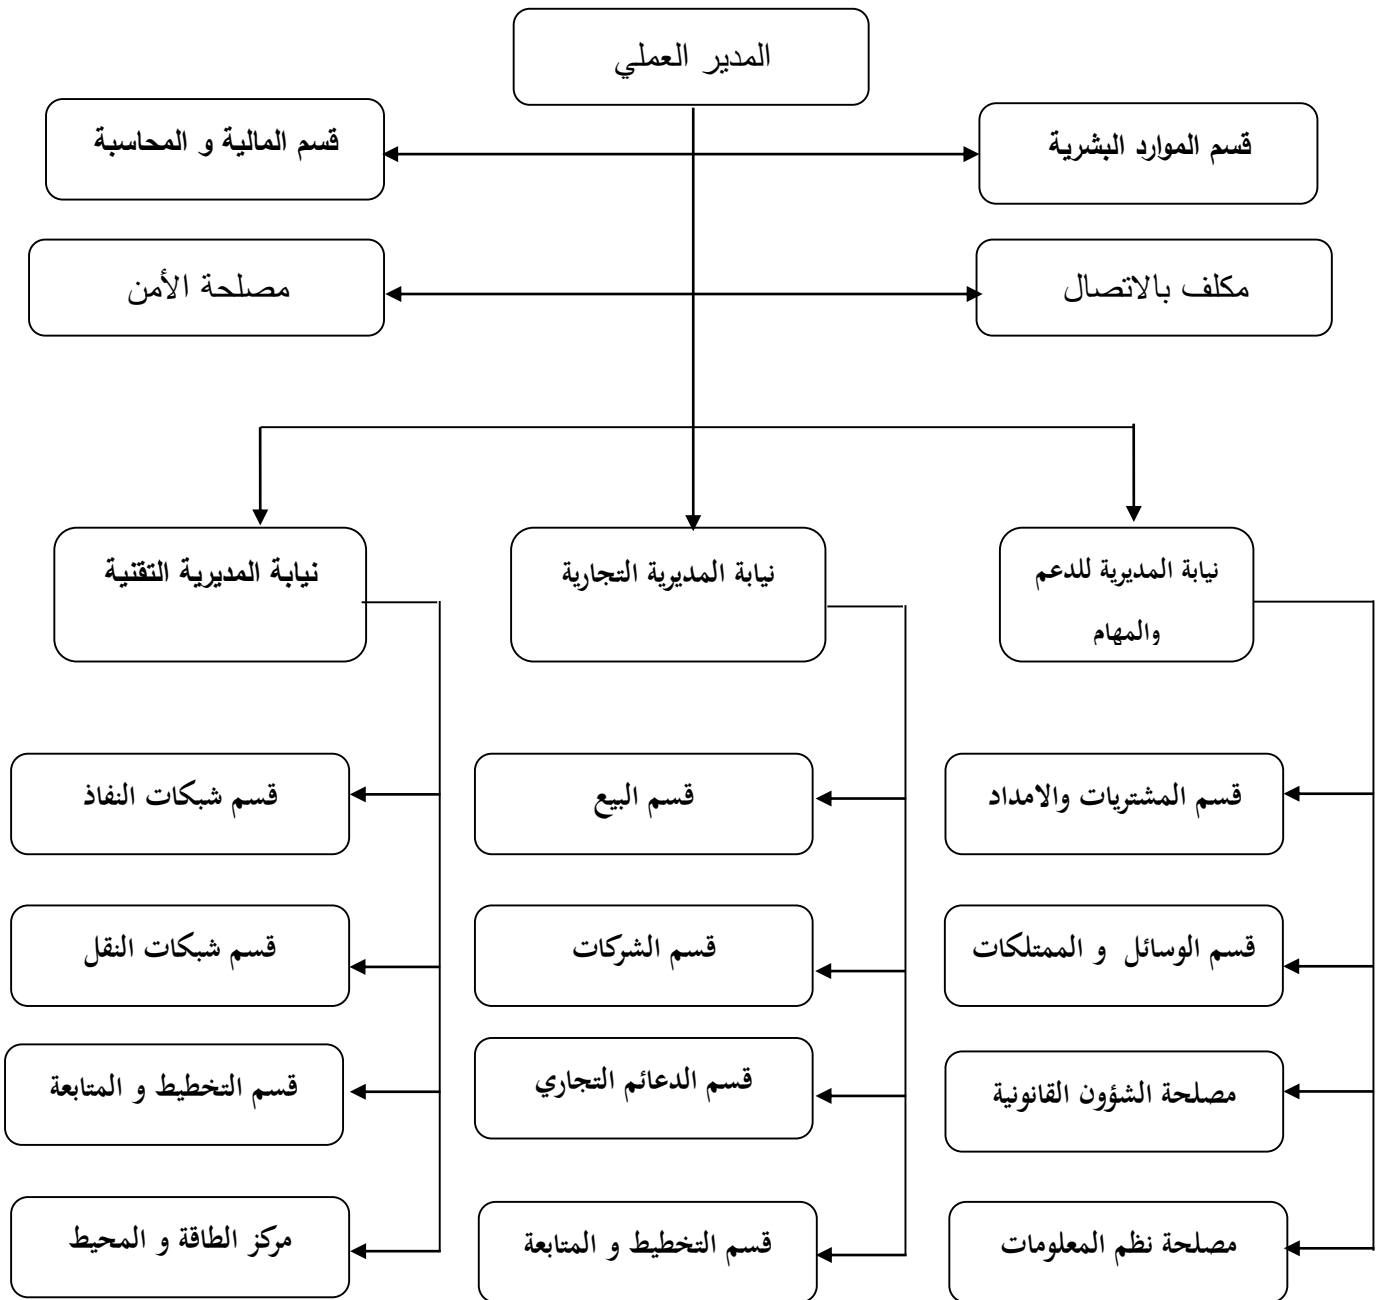 المدير العملي
قسم الموارد البشرية
قسم المالية و المحاسبة
مكلف بالاتصال
مصلحة الأمن
نيابة المديرية للدعم
والمهام
نيابة المديرية التجارية
نيابة المديرية التقنية
قسم المشتريات والامداد
قسم البيع
قسم شبكات النفاذ
قسم الوسائل و الممتلكات
قسم الشركات
قسم شبكات النقل
مصلحة الشؤون القانونية
قسم الدعائم التجاري
قسم التخطيط و المتابعة
مصلحة نظم المعلومات
قسم التخطيط و المتابعة
مركز الطاقة و المحيط